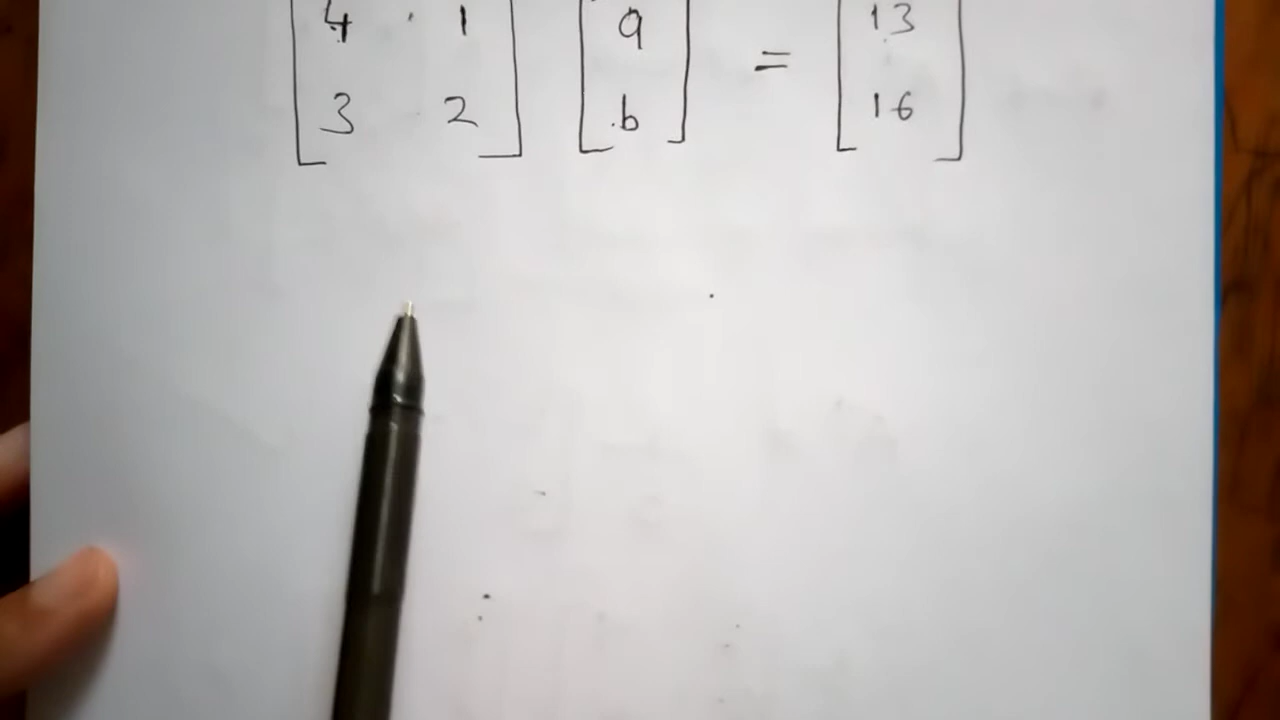 [4 1] [a] = [13]
[3 2] [b] [16]